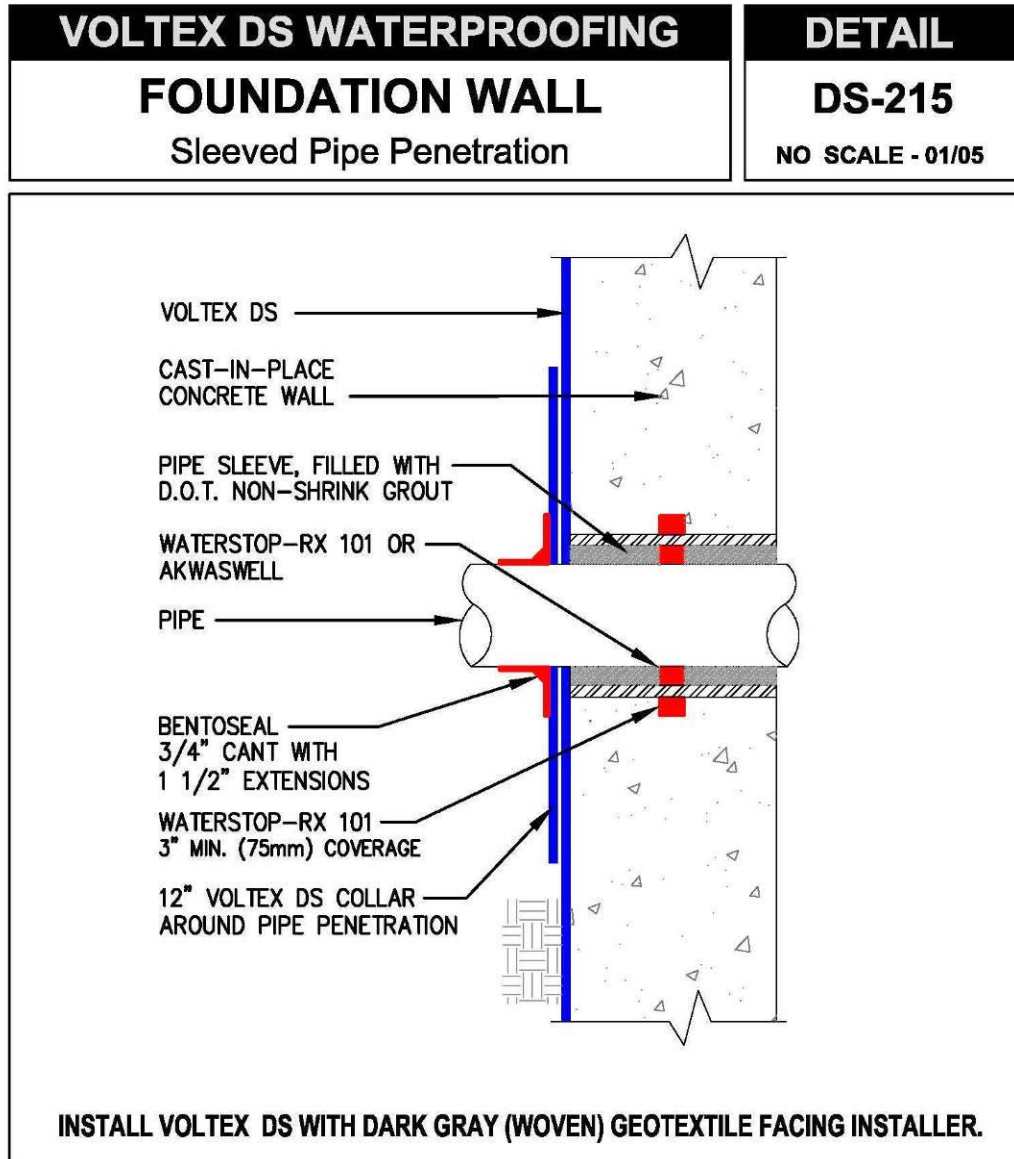 VOLTEX DS WATERPROOFING
FOUNDATION WALL
Sleeved Pipe Penetration
DETAIL
DS-215
NO SCALE - 01/05
VOLTEX DS
CAST-IN-PLACE
CONCRETE WALL
PIPE SLEEVE, FILLED WITH
D.O.T. NON-SHRINK GROUT
WATERSTOP-RX 101 OR
AKWASWELL
PIPE
BENTOSEAL
3/4" CANT WITH
1 1/2" EXTENSIONS
WATERSTOP-RX 101
3" MIN. (75mm) COVERAGE
12" VOLTEX DS COLLAR
AROUND PIPE PENETRATION
INSTALL VOLTEX DS WITH DARK GRAY (WOVEN) GEOTEXTILE FACING INSTALLER.